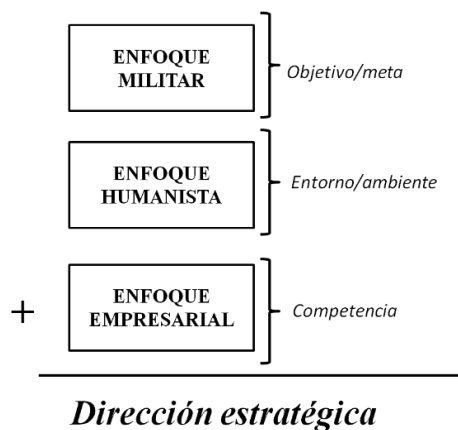 ENFOQUE
MILITAR
Objetivo/meta
ENFOQUE
HUMANISTA
Entorno/ambiente
+
ENFOQUE
EMPRESARIAL
Competencia
Dirección estratégica